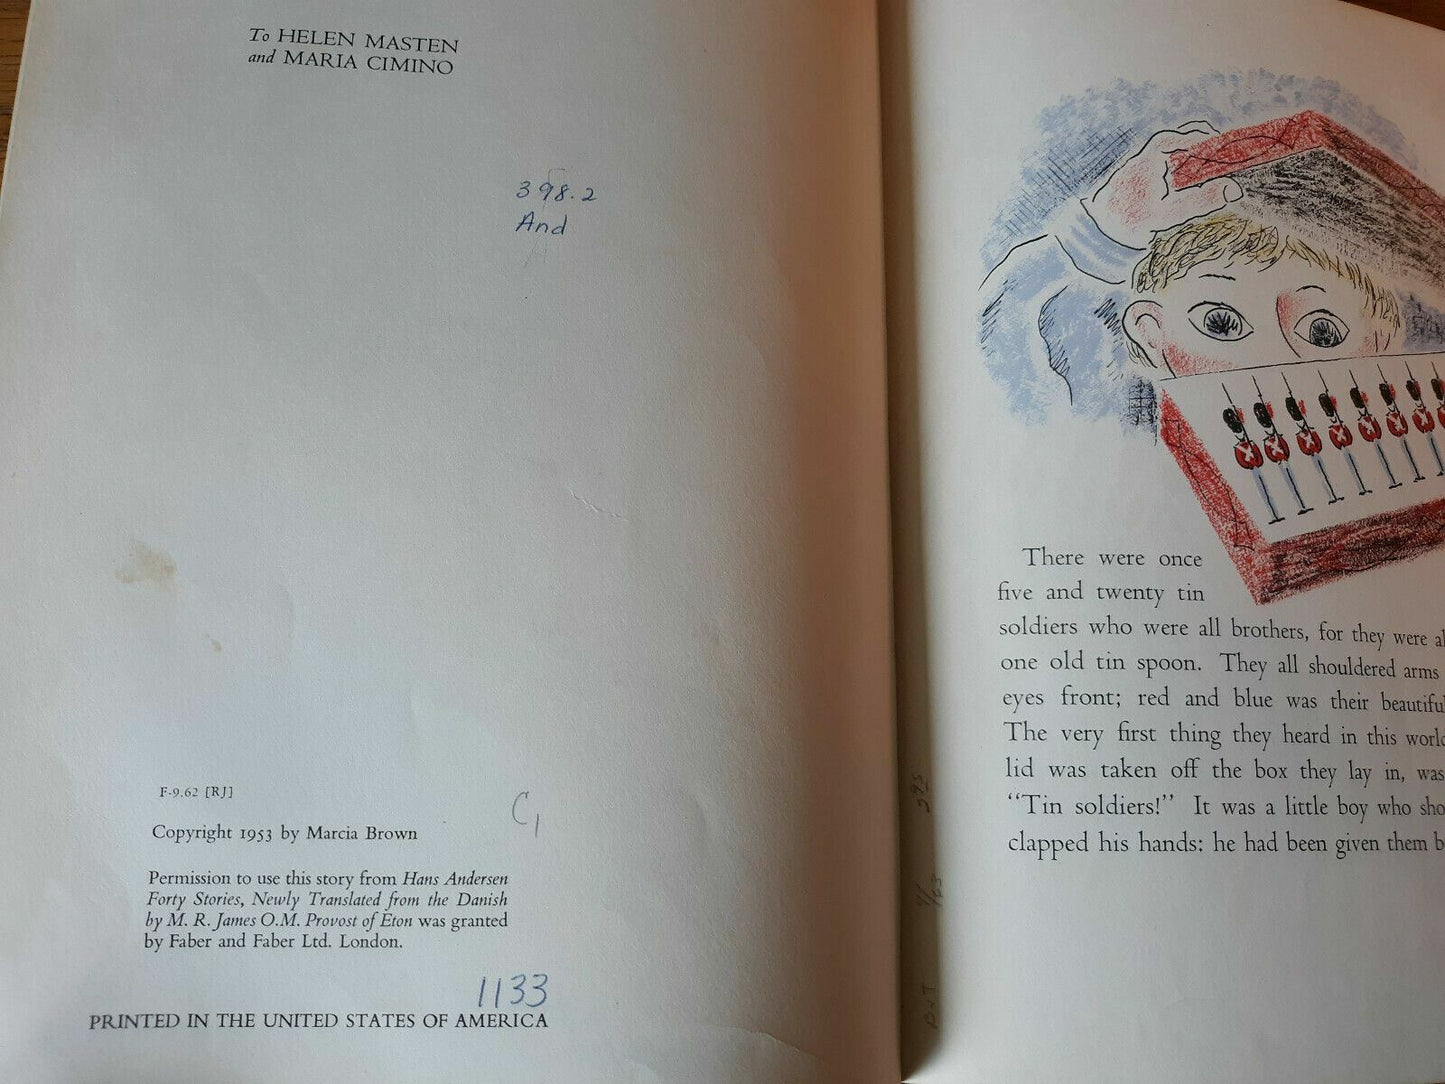 To HELEN MASTEN
and MARIA CIMINO
398.2
And
F-9.62 [RJ]
C1
Copyright 1953 by Marcia Brown
Permission to use this story from Hans Andersen
Forty Stories, Newly Translated from the Danish
by M. R. James O.M. Provost of Eton was granted
by Faber and Faber Ltd. London.
1133
PRINTED IN THE UNITED STATES OF AMERICA
There were once
five and twenty tin
soldiers who were all brothers, for they were
one old tin spoon. They all shouldered arms
eyes front; red and blue was their
The very first thing they heard in this
lid was taken off the box they lay in, was
“Tin soldiers!” It was a little boy who
clapped his hands: he had been given them